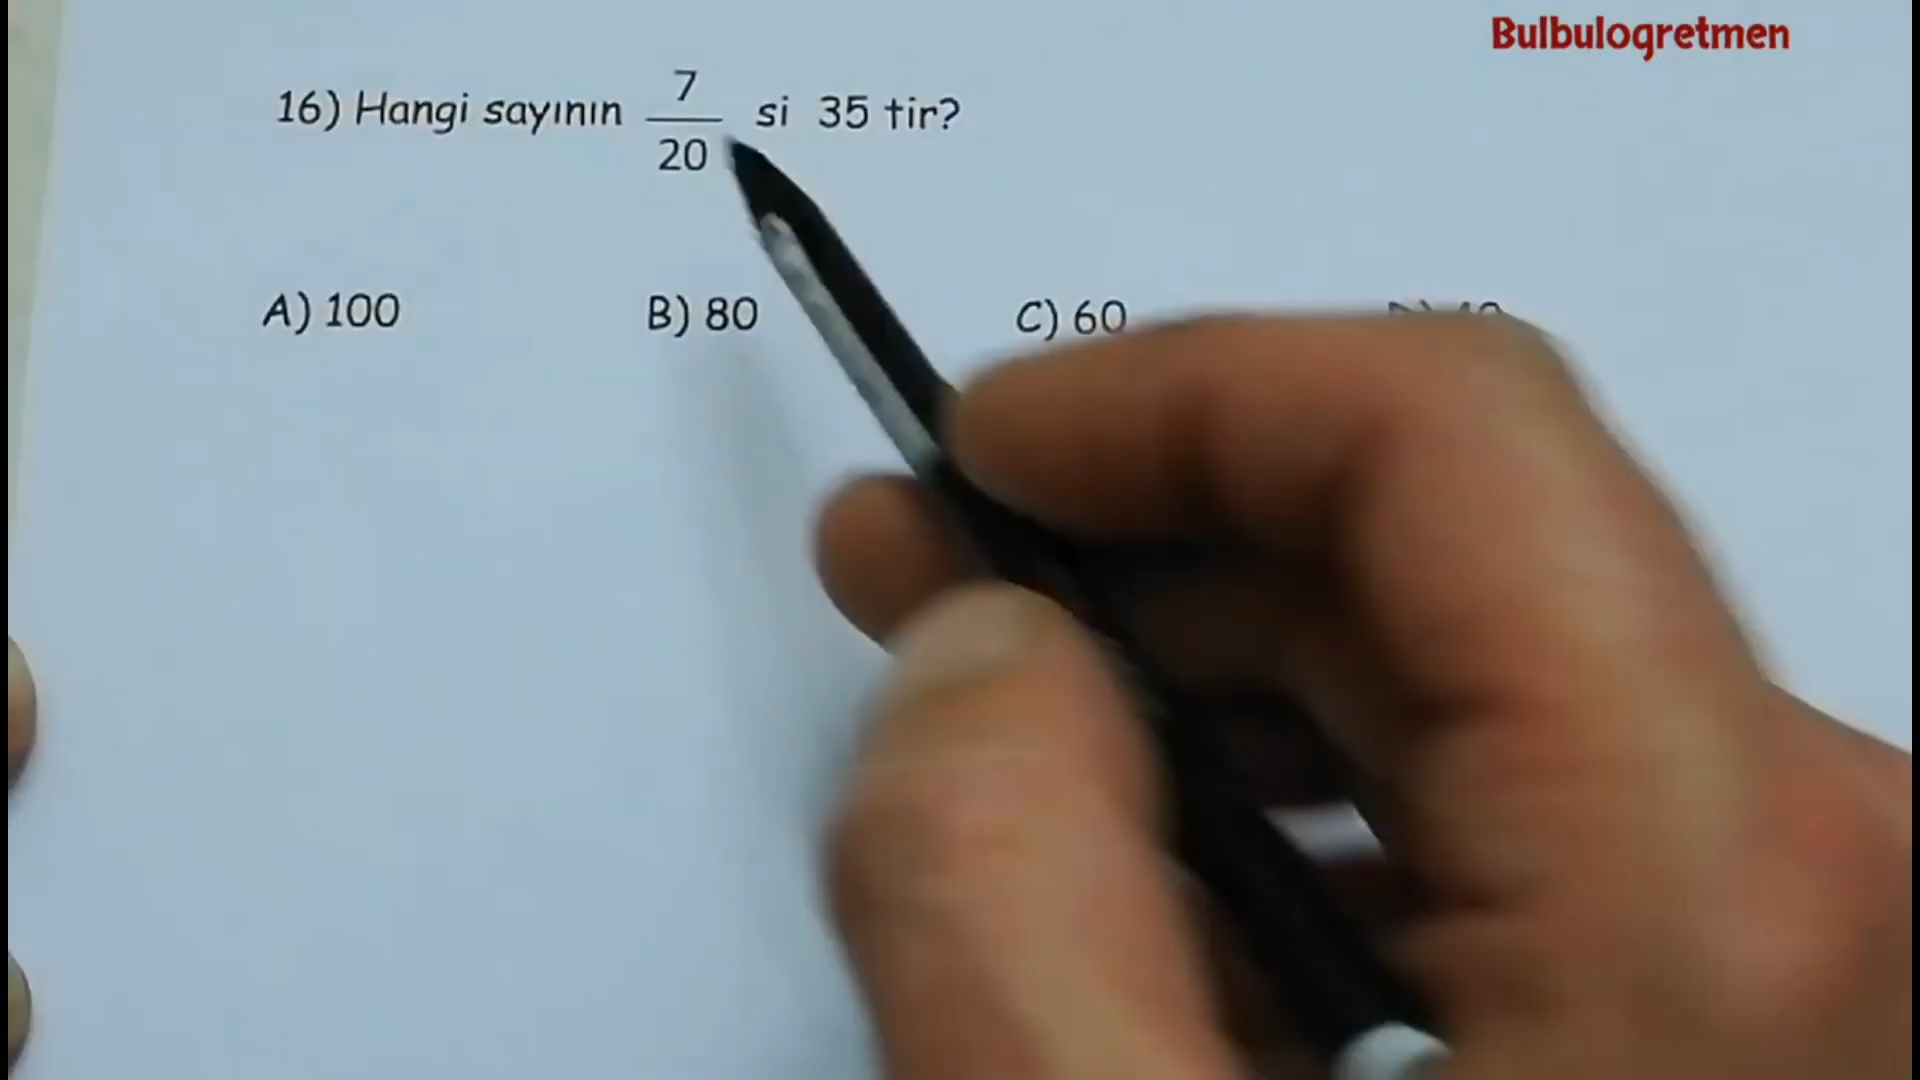 Bulbulogretmen
16) Hangi sayının 7/20 si 35 tir?
A) 100 B) 80 C) 60